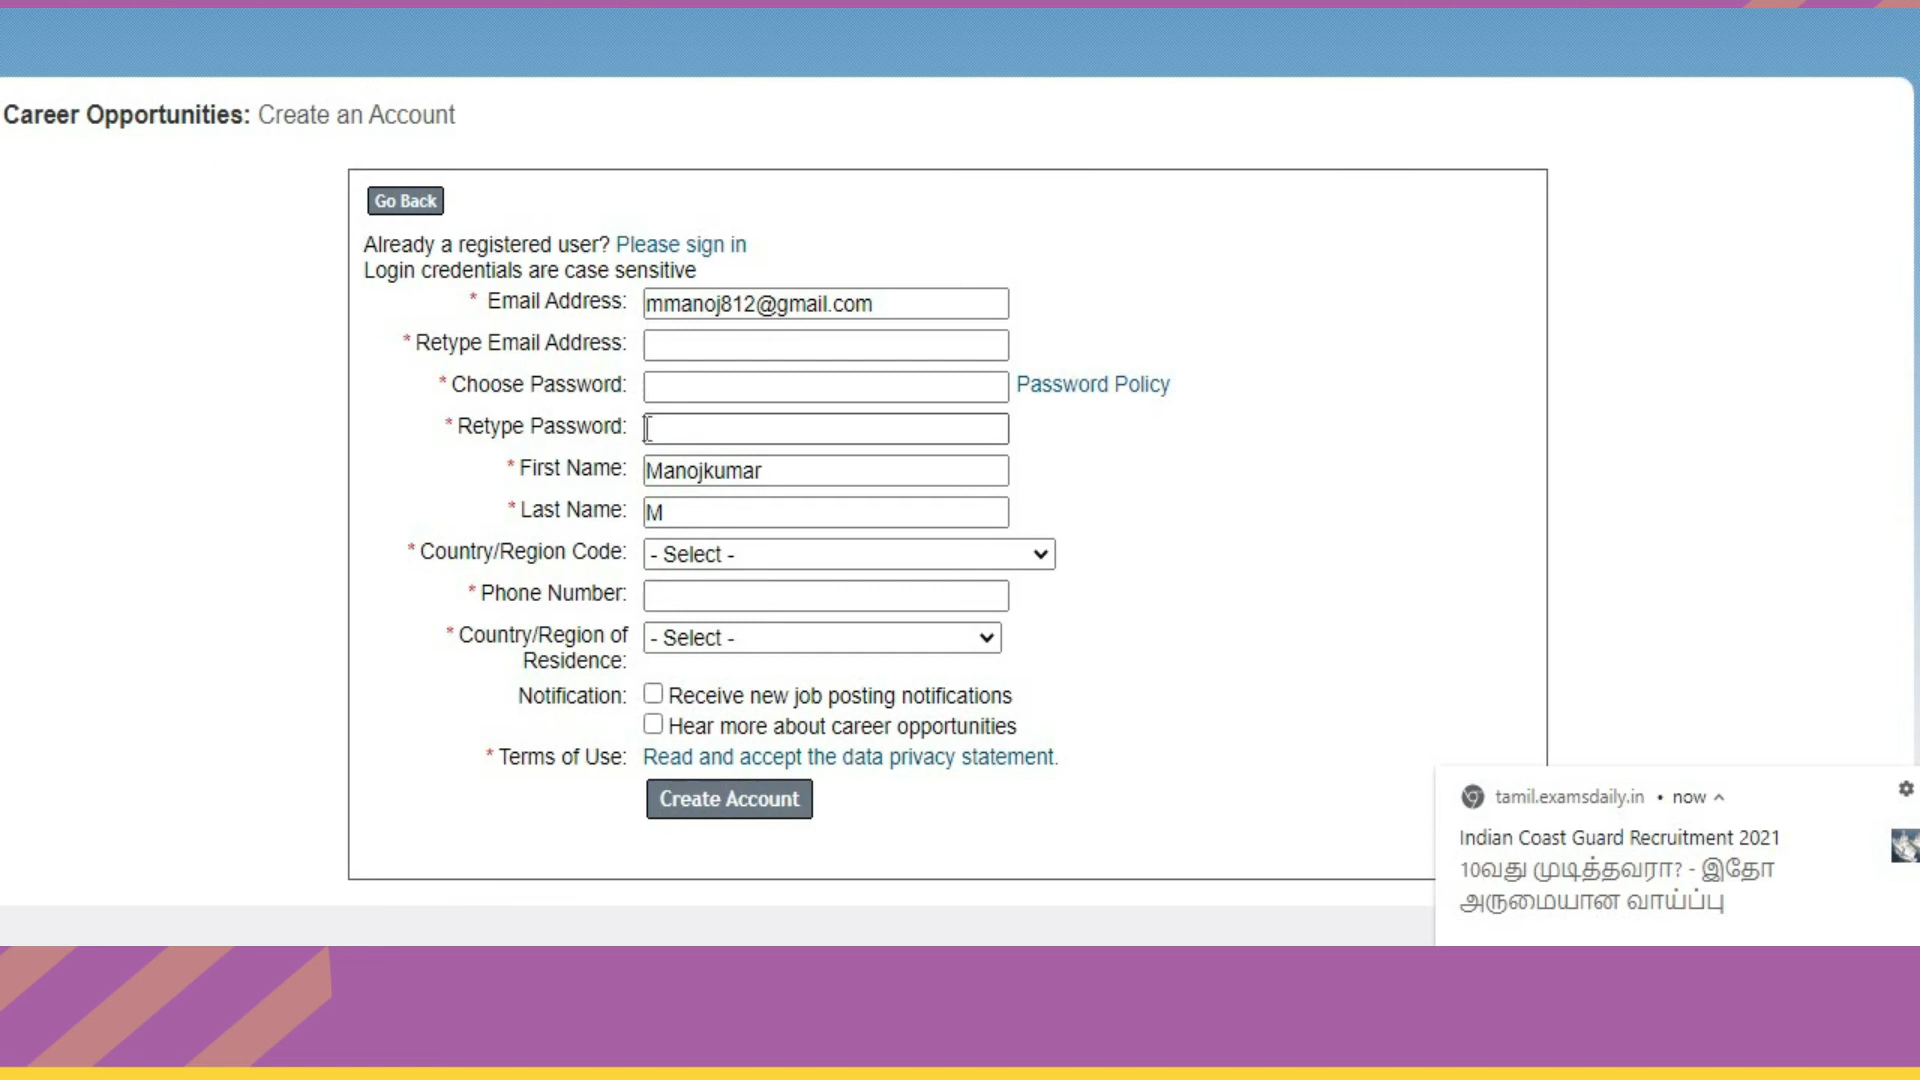 Career Opportunities: Create an Account
Go Back
Already a registered user? Please sign in
Login credentials are case sensitive
* Email Address: mmanoj812@gmail.com
* Retype Email Address:
* Choose Password: Password Policy
* Retype Password:
* First Name: Manojkumar
* Last Name: M
* Country/Region Code: - Select -
* Phone Number:
* Country/Region of
Residence: - Select -
Notification: Receive new job posting notifications
Hear more about career opportunities
* Terms of Use: Read and accept the data privacy statement.
Create Account
tamil.examsdaily.in • now
Indian Coast Guard Recruitment 2021
10வது முடித்தவரா? - இதோ
அருமையான வாய்ப்பு